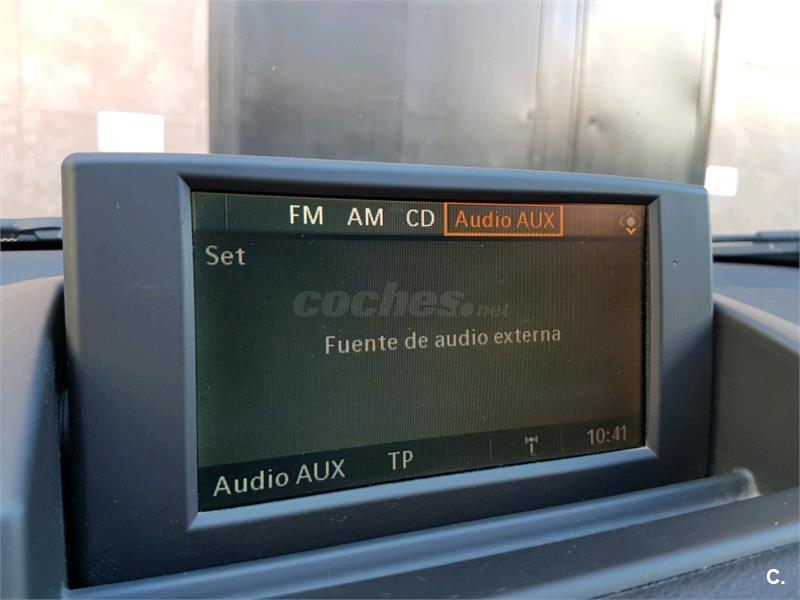 FM AM CD Audio AUX
Set
coches.net
Fuente de audio externa
Audio AUX TP 10:41
C.